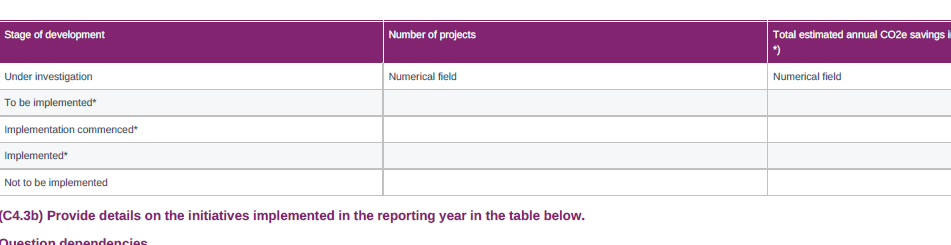 Stage of development Number of projects Total estimated annual CO2e savings
*)
Under investigation Numerical field Numerical field
To be implemented*
Implementation commenced*
Implemented*
Not to be implemented
(C4.3b) Provide details on the initiatives implemented in the reporting year in the table below.
Question dependencies